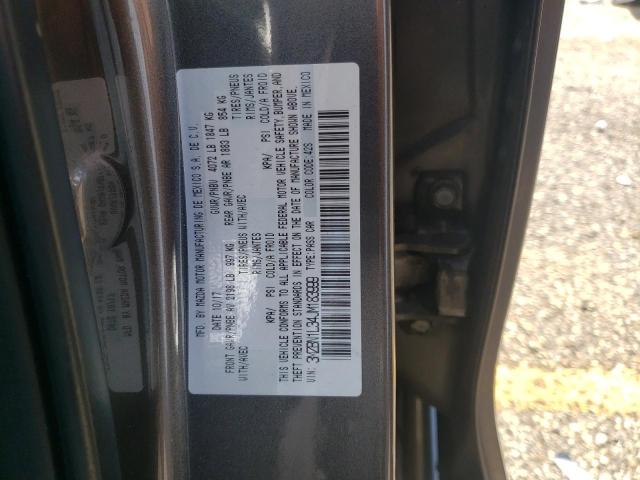 MFD. BY MAZDA MOTOR MANUFACTURING DE MEXICO S.A. DE C.V.
DATE 10/17 GVWR/PNBV 4072 LB 1847 KG
FRONT GAWR/PNBE AV 2198 LB 997 KG REAR GAWR/PNBE AR 1883 LB 854 KG
WITH/AVEC TIRES/PNEUS WITH/AVEC TIRES/PNEUS
RIMS/JANTES RIMS/JANTES
KPA/ PSI COLD/A FROID KPA/ PSI COLD/A FROID
THIS VEHICLE CONFORMS TO ALL APPLICABLE FEDERAL MOTOR VEHICLE SAFETY,BUMPER,AND
THEFT PREVENTION STANDARDS IN EFFECT ON THE DATE OF MANUFACTURE SHOWN ABOVE.
VIN: 3MZBN1L34JM183999 TYPE:PASS CAR COLOR CODE:42S MADE IN MEXICO